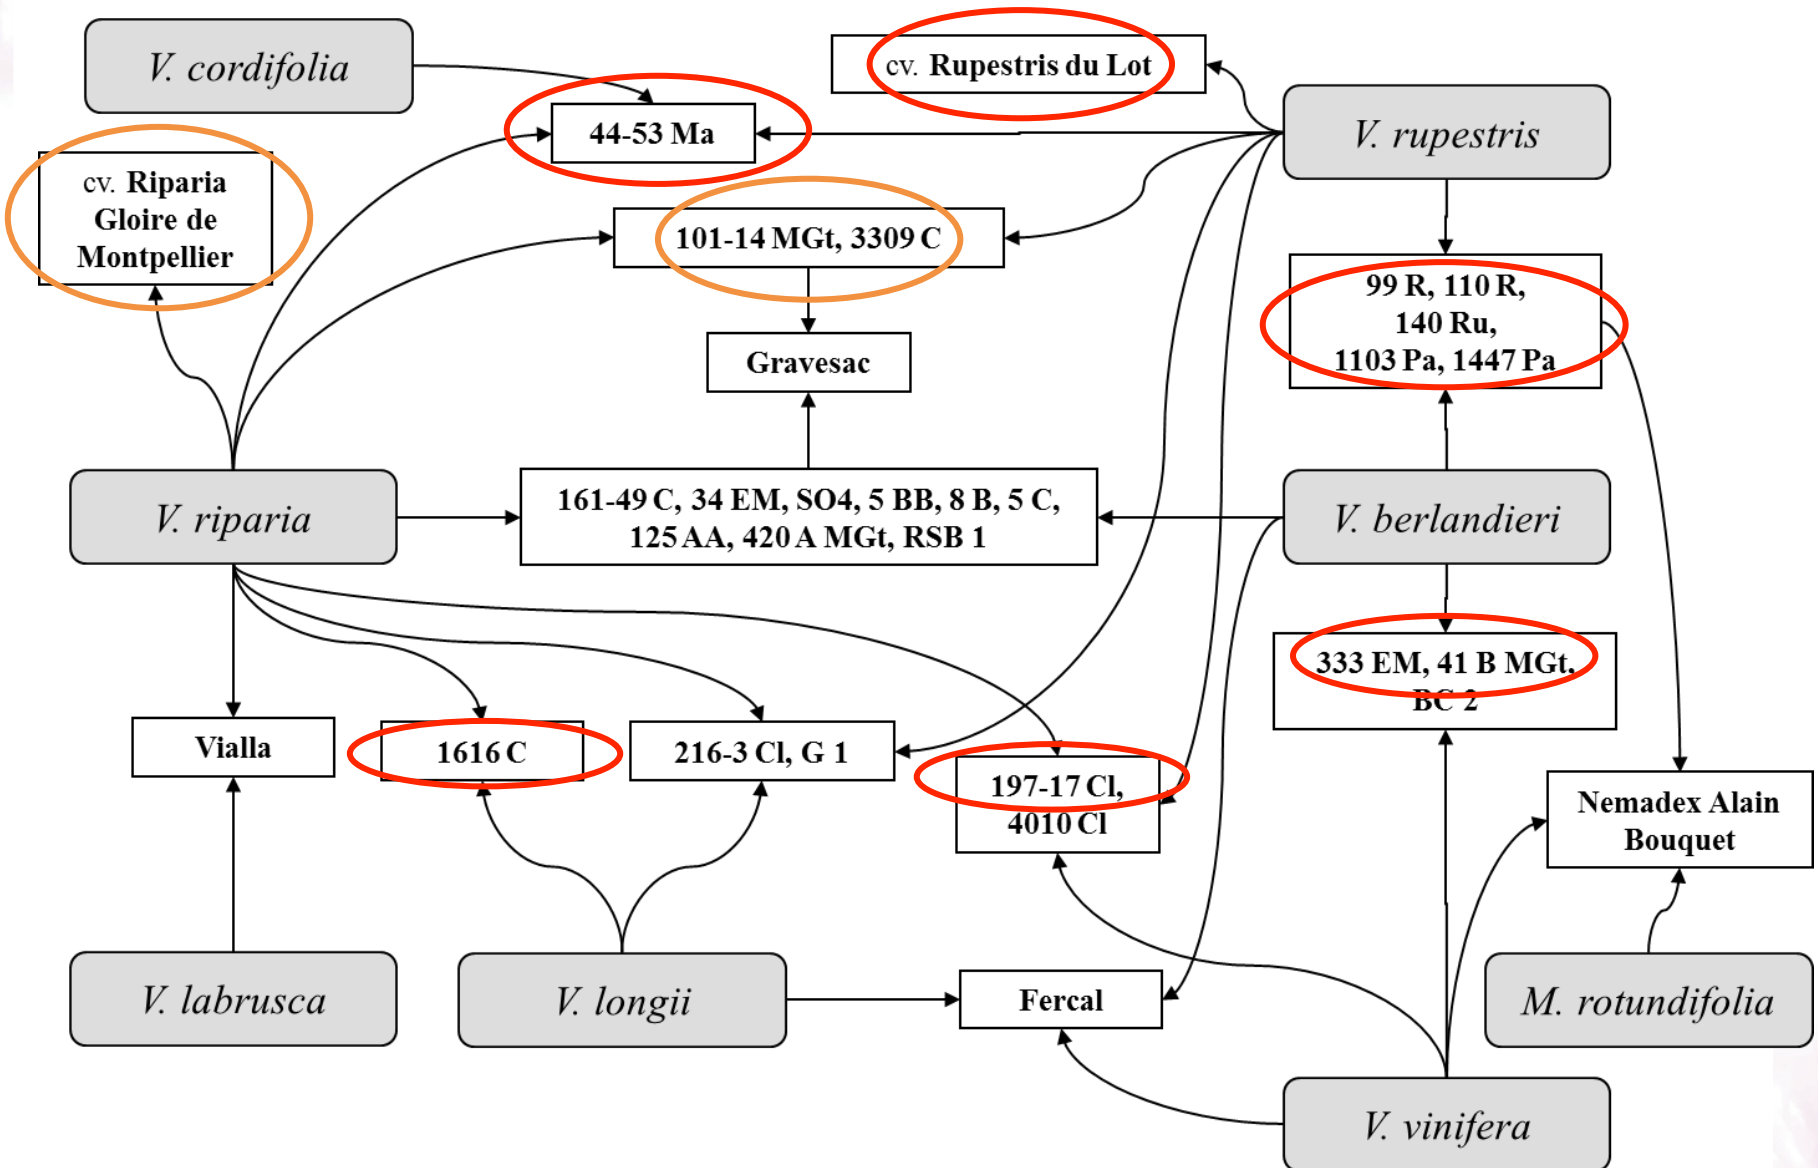 V. cordifolia
cv. Rupestris du Lot
44-53 Ma
V. rupestris
cv. Riparia
Gloire de
Montpellier
101-14 MGt, 3309 C
99 R, 110 R,
140 Ru,
1103 Pa, 1447 Pa
Gravesac
V. riparia
161-49 C, 34 EM, SO4, 5 BB, 8 B, 5 C,
125 AA, 420 A MGt, RSB 1
V. berlandieri
333 EM, 41 B MGt,
BC 2
Vialla
1616 C
216-3 Cl, G 1
197-17 Cl,
4010 Cl
Nemadex Alain
Bouquet
V. labrusca
V. longii
Fercal
M. rotundifolia
V. vinifera